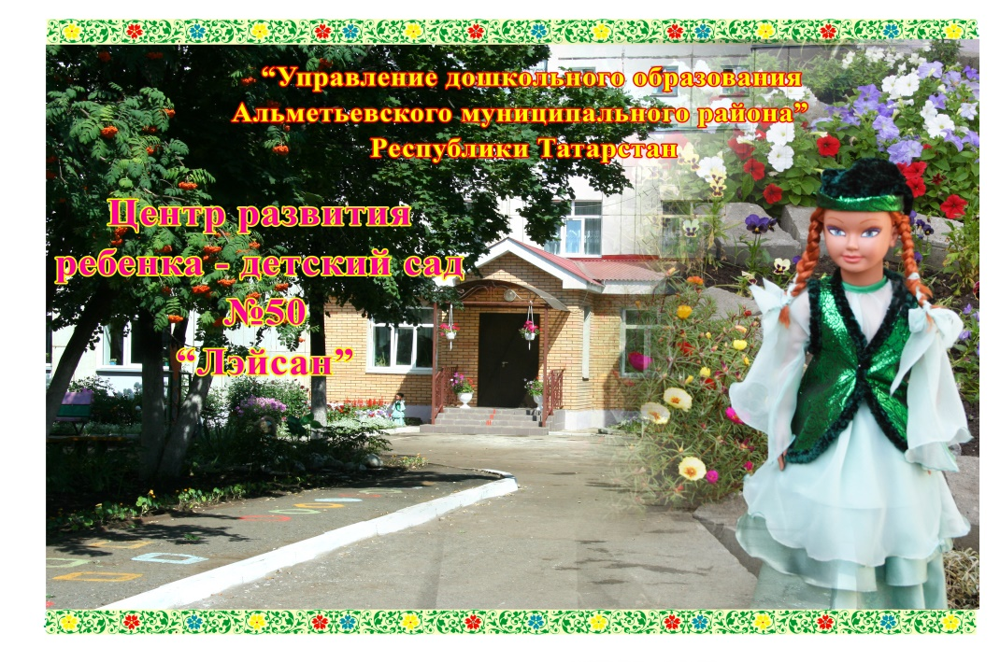 “Управление дошкольного образования
Альметьевского муниципального района”
Республики Татарстан
Центр развития
ребенка - детский сад
№50
“Лэйсан”